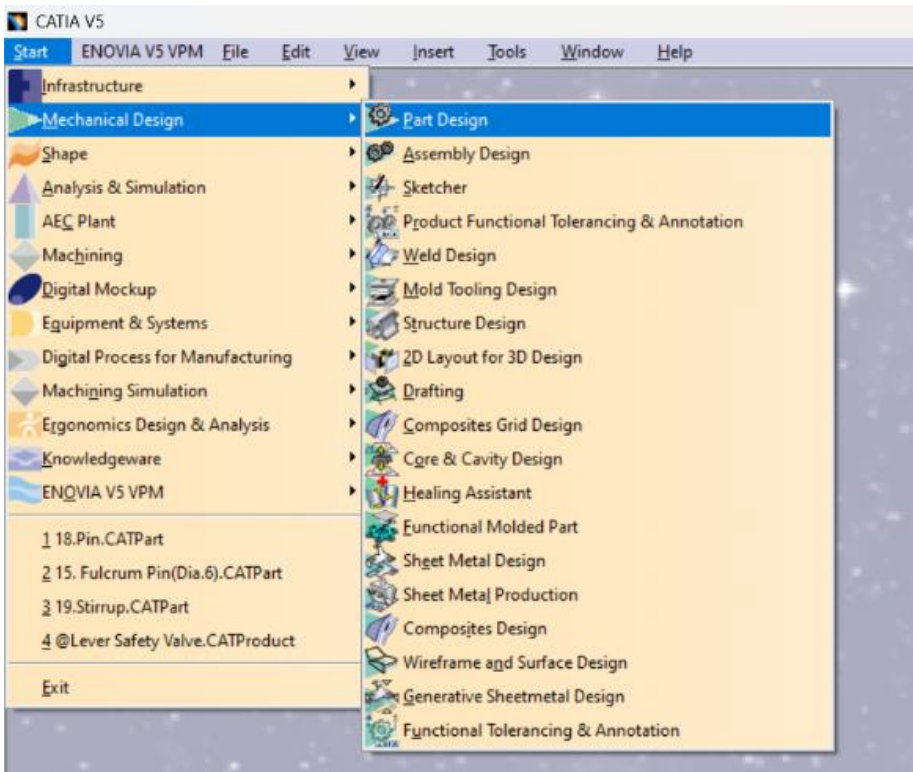 CATIA V5
Start ENOVIA V5 VPM File Edit View Insert Tools Window Help
Infrastructure
Mechanical Design
Shape
Analysis & Simulation
AEC Plant
Machining
Digital Mockup
Equipment & Systems
Digital Process for Manufacturing
Machining Simulation
Ergonomics Design & Analysis
Knowledgeware
ENOVIA V5 VPM
1 18.Pin.CATPart
2 15. Fulcrum Pin(Dia.6).CATPart
3 19.Stirrup.CATPart
4 @Lever Safety Valve.CATProduct
Exit
Part Design
Assembly Design
Sketcher
Product Functional Tolerancing & Annotation
Weld Design
Mold Tooling Design
Structure Design
2D Layout for 3D Design
Drafting
Composites Grid Design
Core & Cavity Design
Healing Assistant
Functional Molded Part
Sheet Metal Design
Sheet Metal Production
Composites Design
Wireframe and Surface Design
Generative Sheetmetal Design
Functional Tolerancing & Annotation